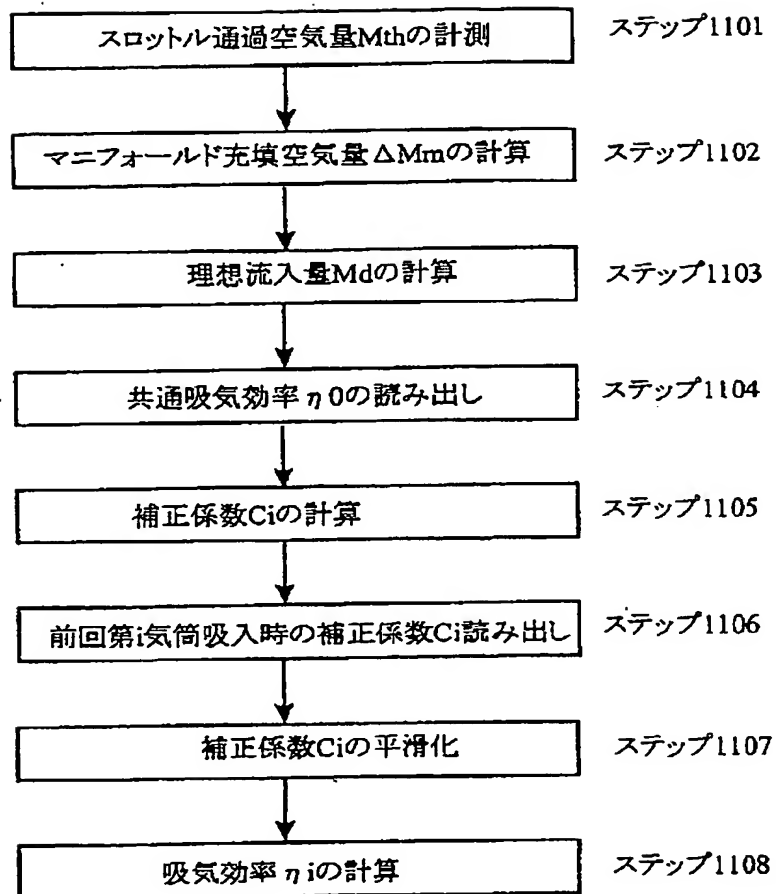 スロットル通過空気量Mthの計測 ステップ1101
マニフォールド充填空気量ΔMmの計算 ステップ1102
理想流入量Mdの計算 ステップ1103
共通吸気効率η0の読み出し ステップ1104
補正係数Ciの計算 ステップ1105
前回第i気筒吸入時の補正係数Ci読み出し ステップ1106
補正係数Ciの平滑化 ステップ1107
吸気効率ηiの計算 ステップ1108